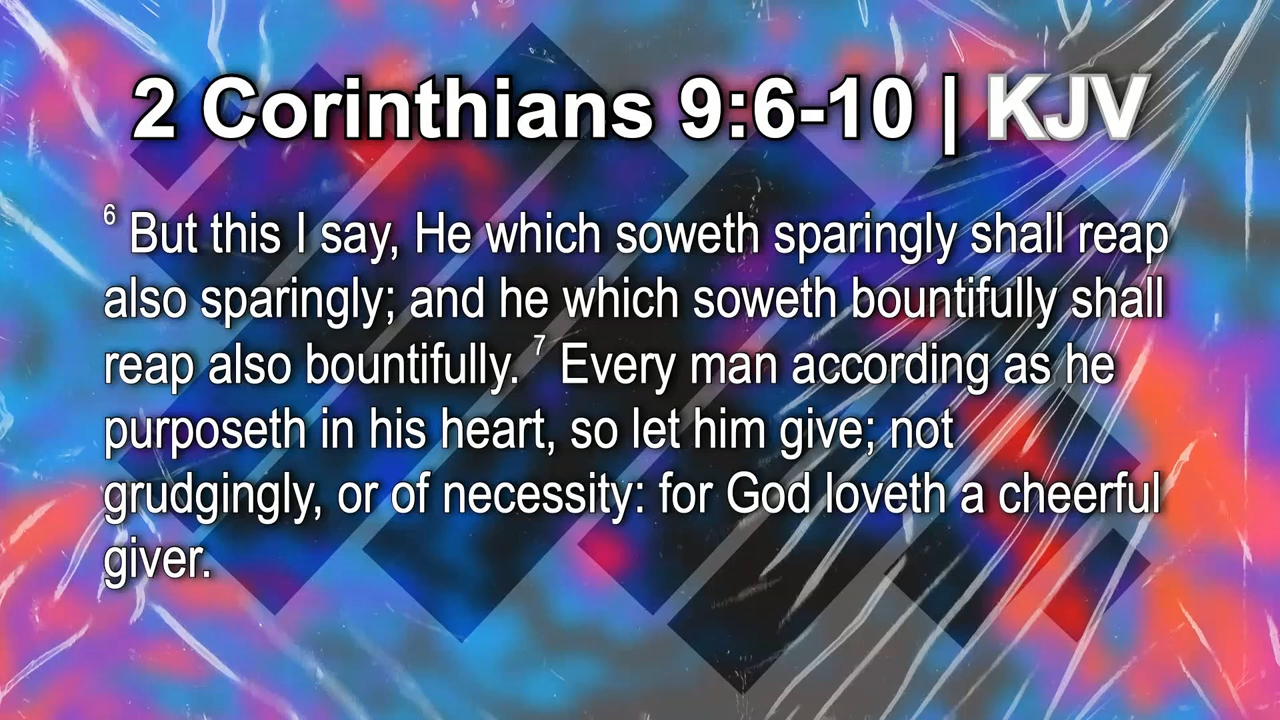 2 Corinthians 9:6-10 | KJV
6 But this I say, He which soweth sparingly shall reap
also sparingly; and he which soweth bountifully shall
reap also bountifully. 7 Every man according as he
purposeth in his heart, so let him give; not
grudgingly, or of necessity: for God loveth a cheerful
giver.